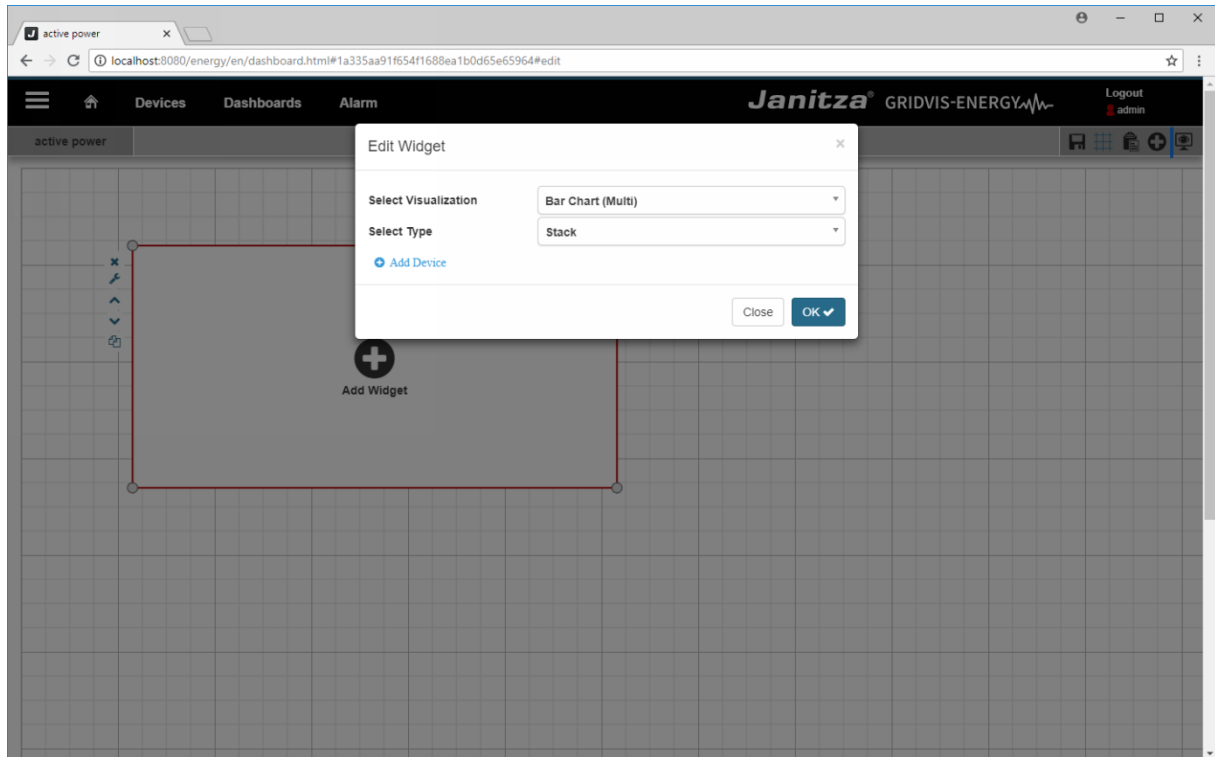 active power
localhost:8080/energy/en/dashboard.html#1a335aa91f654f1688ea1b0d65e65964#edit
Devices Dashboards Alarm Janitza® GRIDVIS-ENERGY Logout
admin
active power
Edit Widget
Select Visualization Bar Chart (Multi)
Select Type Stack
Add Device
Close OK
Add Widget